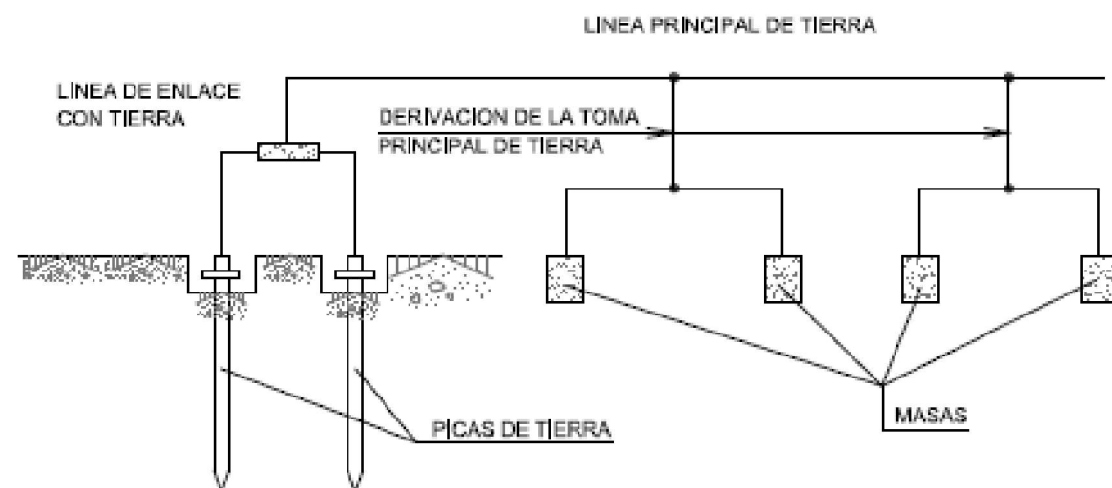 LINEA PRINCIPAL DE TIERRA
LÍNEA DE ENLACE
CON TIERRA
DERIVACION DE LA TOMA
PRINCIPAL DE TIERRA
PICAS DE TIERRA
MASAS